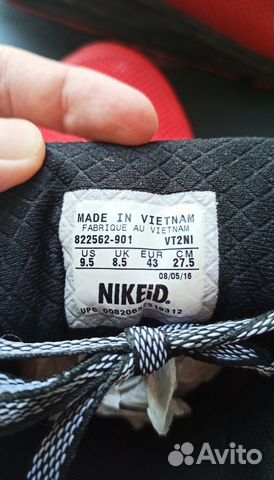 MADE IN VIETNAM
FABRIQUE AU VIETNAM
822562-901 VT2NI
US UK EUR CM
9.5 8.5 43 27.5
08/05/16
NIKEiD.
UPC
Avito